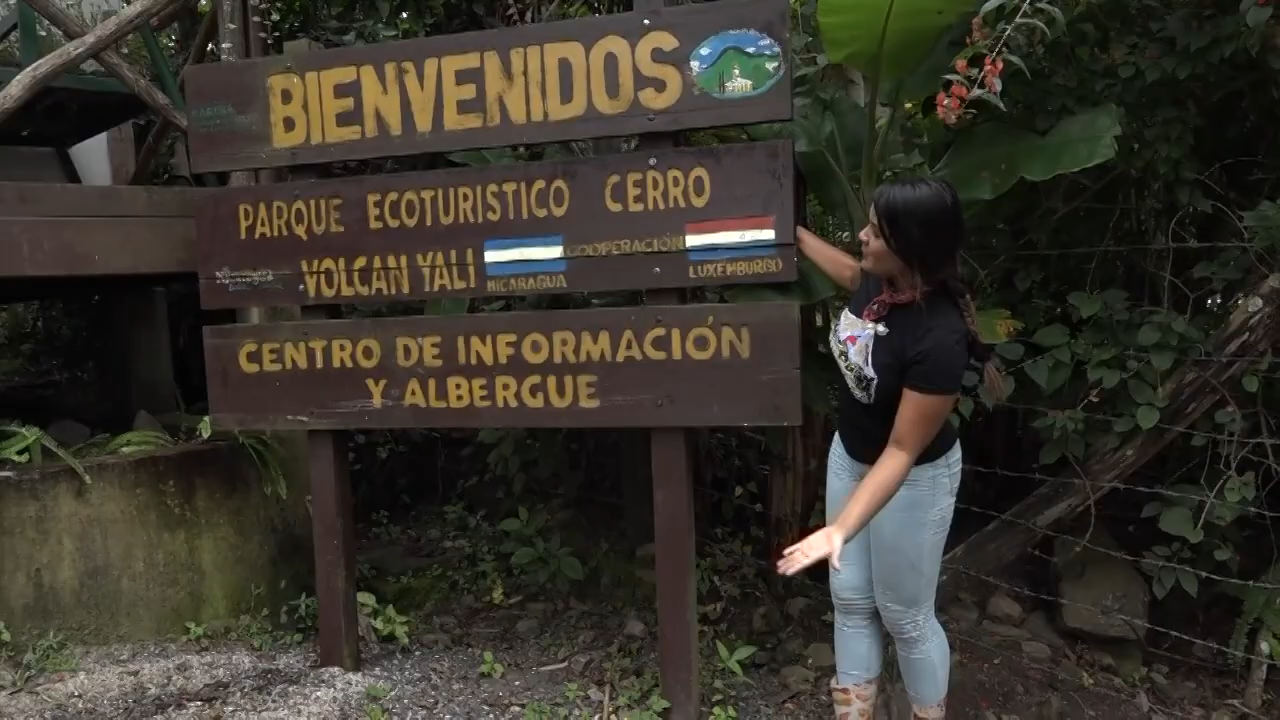 BIENVENIDOS
PARQUE ECOTURISTICO CERRO
VOLCAN YALI
NICARAGUA
COOPERACIÓN
LUXEMBURGO
CENTRO DE INFORMACIÓN
Y ALBERGUE